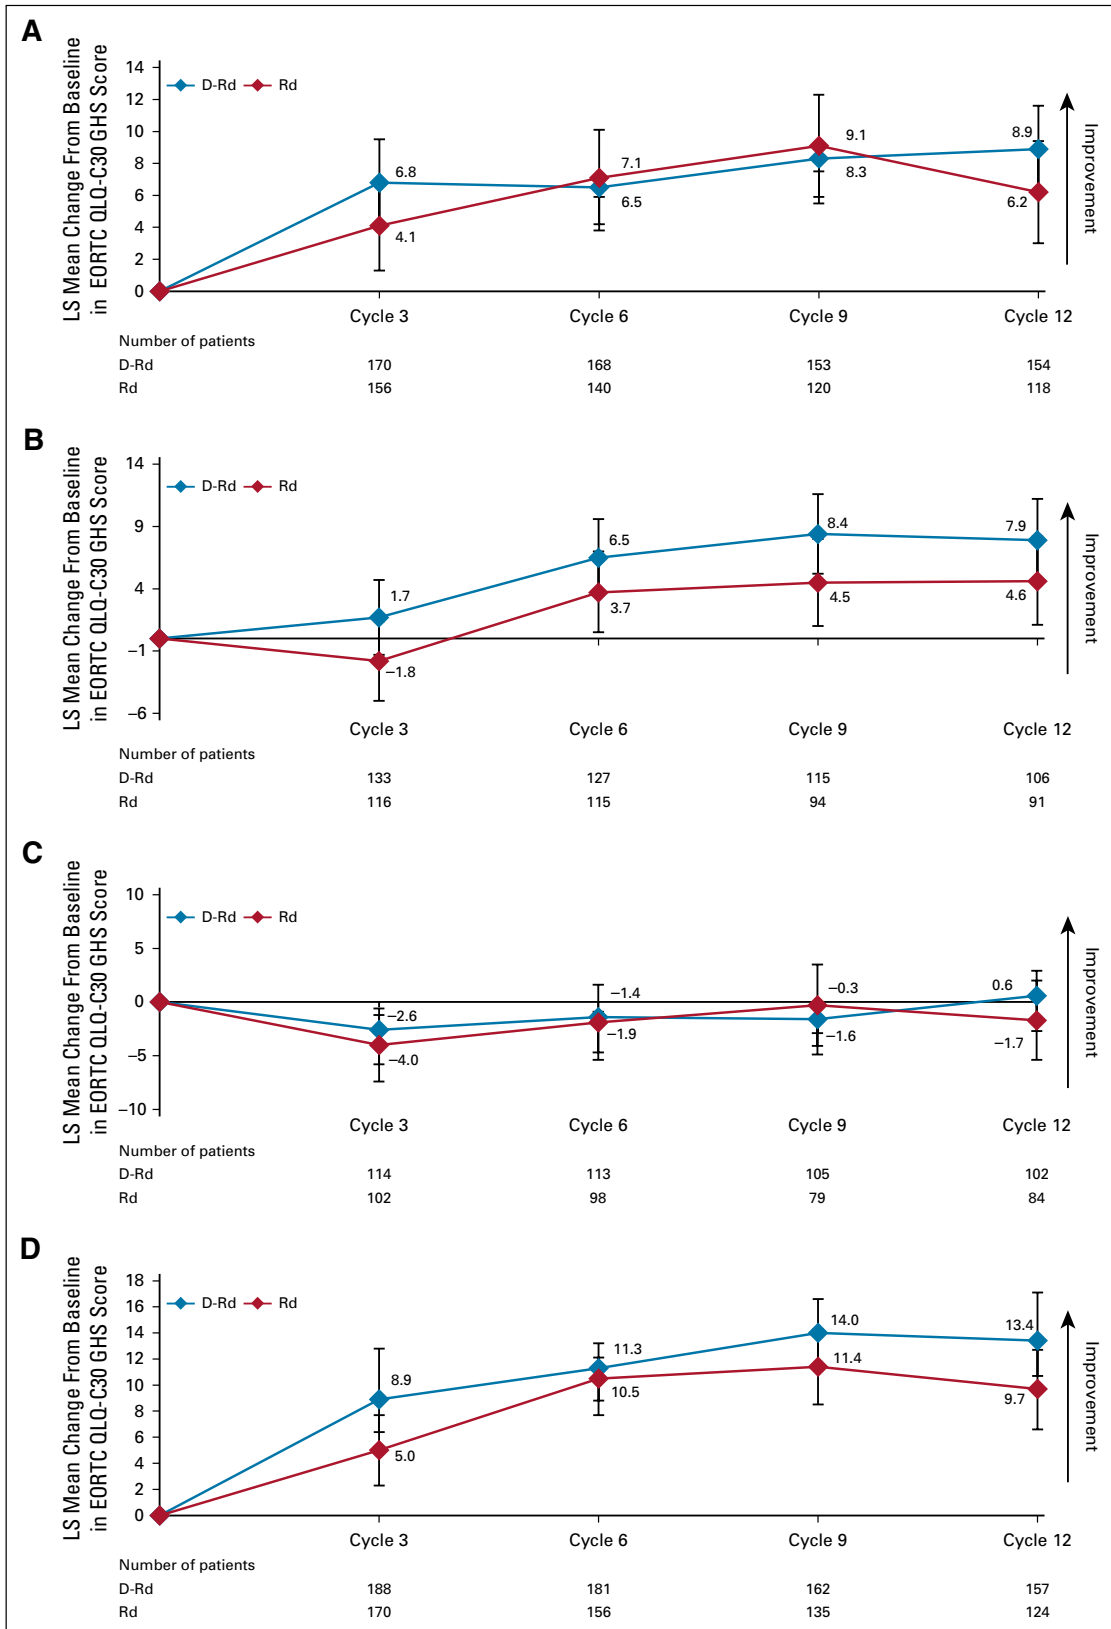 A
LS Mean Change From Baseline
in EORTC QLQ-C30 GHS Score
14
12
10
8
6
4
2
0
D-Rd
Rd
6.8
4.1
7.1
6.5
9.1
8.3
8.9
6.2
Improvement
Cycle 3 Cycle 6 Cycle 9 Cycle 12
Number of patients
D-Rd 170 168 153 154
Rd 156 140 120 118
B
LS Mean Change From Baseline
in EORTC QLQ-C30 GHS Score
14
9
4
−1
−6
D-Rd
Rd
1.7
−1.8
6.5
3.7
8.4
4.5
7.9
4.6
Improvement
Cycle 3 Cycle 6 Cycle 9 Cycle 12
Number of patients
D-Rd 133 127 115 106
Rd 116 115 94 91
C
LS Mean Change From Baseline
in EORTC QLQ-C30 GHS Score
10
5
0
−5
−10
D-Rd
Rd
−2.6
−4.0
−1.4
−1.9
−0.3
−1.6
0.6
−1.7
Improvement
Cycle 3 Cycle 6 Cycle 9 Cycle 12
Number of patients
D-Rd 114 113 105 102
Rd 102 98 79 84
D
LS Mean Change From Baseline
in EORTC QLQ-C30 GHS Score
18
16
14
12
10
8
6
4
2
0
D-Rd
Rd
8.9
5.0
11.3
10.5
14.0
11.4
13.4
9.7
Improvement
Cycle 3 Cycle 6 Cycle 9 Cycle 12
Number of patients
D-Rd 188 181 162 157
Rd 170 156 135 124